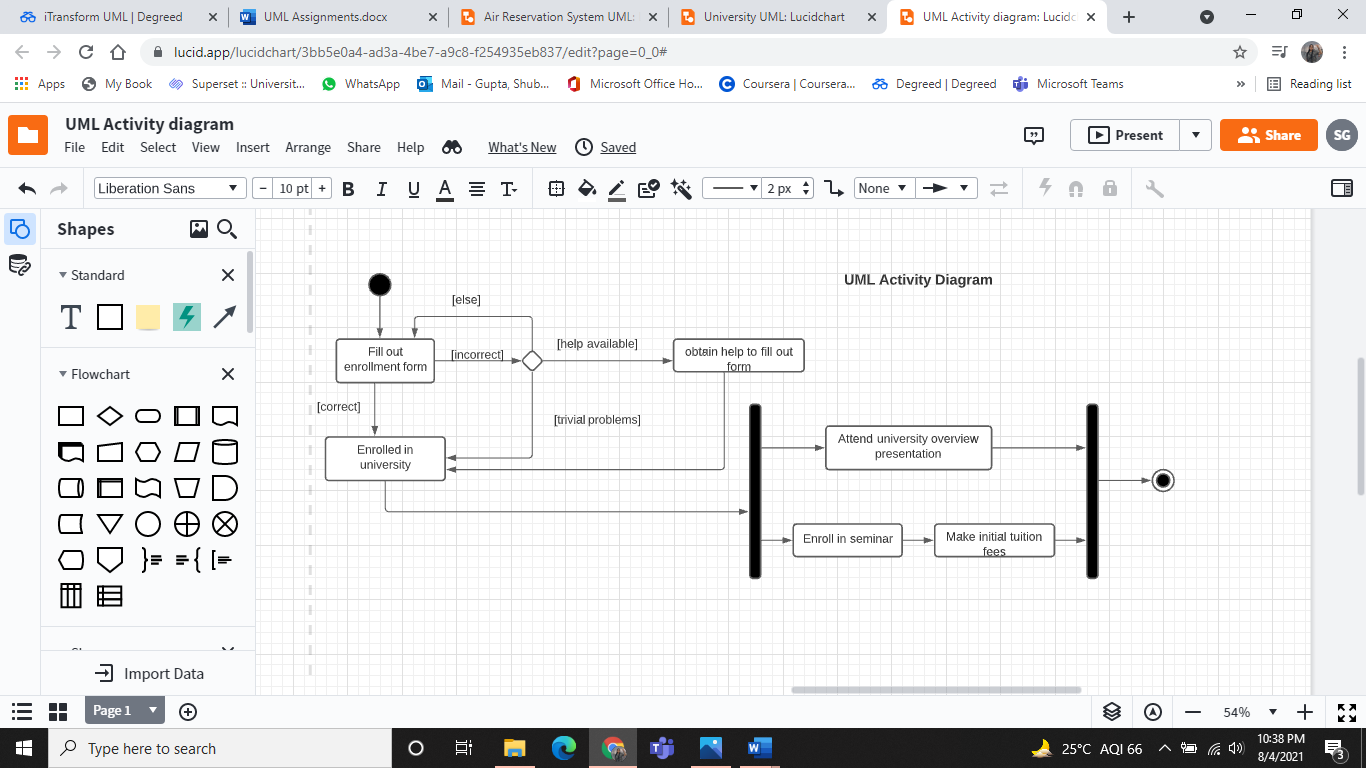 iTransform UML | Degreed
UML Assignments.docx
Air Reservation System UML:
University UML: Lucidchart
UML Activity diagram: Lucidc
lucid.app/lucidchart/3bb5e0a4-ad3a-4be7-a9c8-f254935eb837/edit?page=0_0#
Apps
My Book
Superset :: Universit...
WhatsApp
Mail - Gupta, Shub...
Microsoft Office Ho...
Coursera | Coursera...
Degreed | Degreed
Microsoft Teams
»
Reading list
UML Activity diagram
File Edit Select View Insert Arrange Share Help
What's New
Saved
Present
Share
SG
Liberation Sans
− 10 pt +
B I U A T
2 px
None
Shapes
Standard
T
Flowchart
Import Data
UML Activity Diagram
[else]
Fill out
enrollment form
[incorrect]
[help available]
obtain help to fill out
form
[correct]
[trivial problems]
Enrolled in
university
Attend university overview
presentation
Enroll in seminar
Make initial tuition
fees
Page 1
54%
Type here to search
25°C AQI 66
10:38 PM
8/4/2021
3